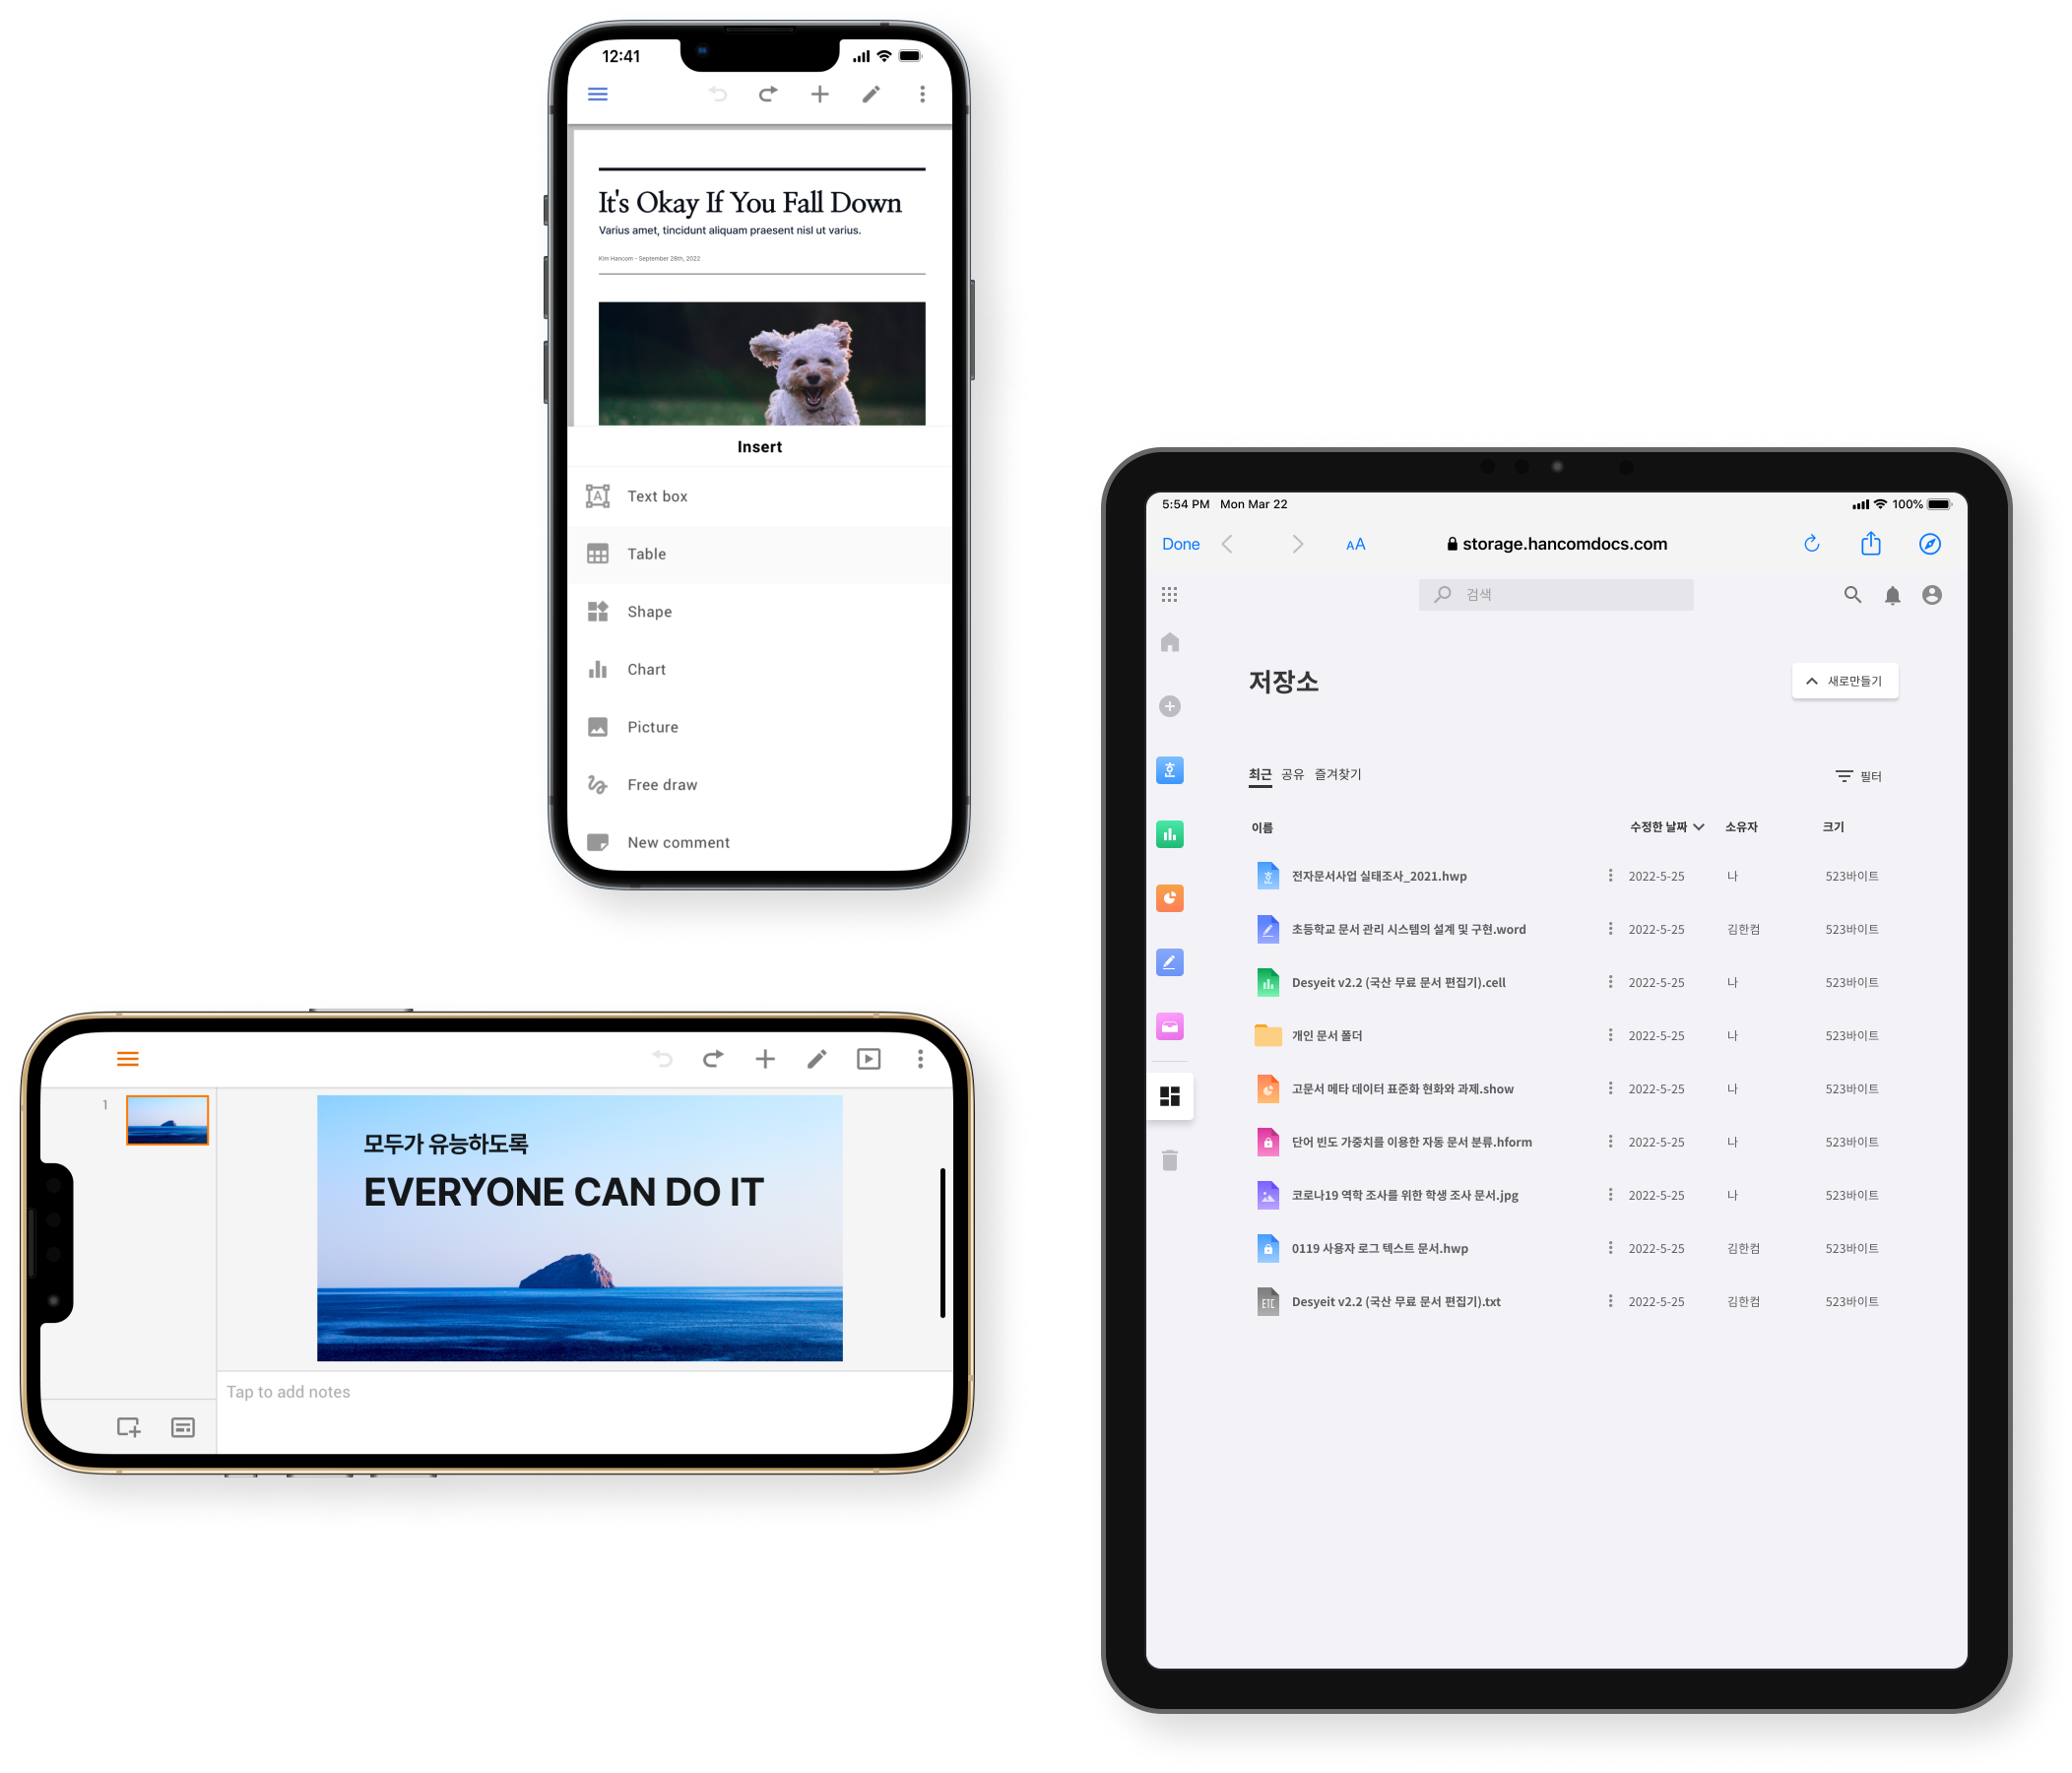 12:41
It's Okay If You Fall Down
Varius amet, tincidunt aliquam praesent nisl ut varius.
Kim Hancom - September 28th, 2022
Insert
A Text box
Table
Shape
Chart
Picture
Free draw
New comment
1
모두가 유능하도록
EVERYONE CAN DO IT
Tap to add notes
5:54 PM Mon Mar 22 100%
Done AA storage.hancomdocs.com
검색
저장소 새로만들기
최근 공유 즐겨찾기 필터
이름 수정한 날짜 소유자 크기
전자문서사업 실태조사_2021.hwp 2022-5-25 나 523바이트
초등학교 문서 관리 시스템의 설계 및 구현.word 2022-5-25 김한컴 523바이트
Desyeit v2.2 (국산 무료 문서 편집기).cell 2022-5-25 나 523바이트
개인 문서 폴더 2022-5-25 나 523바이트
고문서 메타 데이터 표준화 현화와 과제.show 2022-5-25 나 523바이트
단어 빈도 가중치를 이용한 자동 문서 분류.hform 2022-5-25 나 523바이트
코로나19 역학 조사를 위한 학생 조사 문서.jpg 2022-5-25 나 523바이트
0119 사용자 로그 텍스트 문서.hwp 2022-5-25 김한컴 523바이트
ETC Desyeit v2.2 (국산 무료 문서 편집기).txt 2022-5-25 김한컴 523바이트